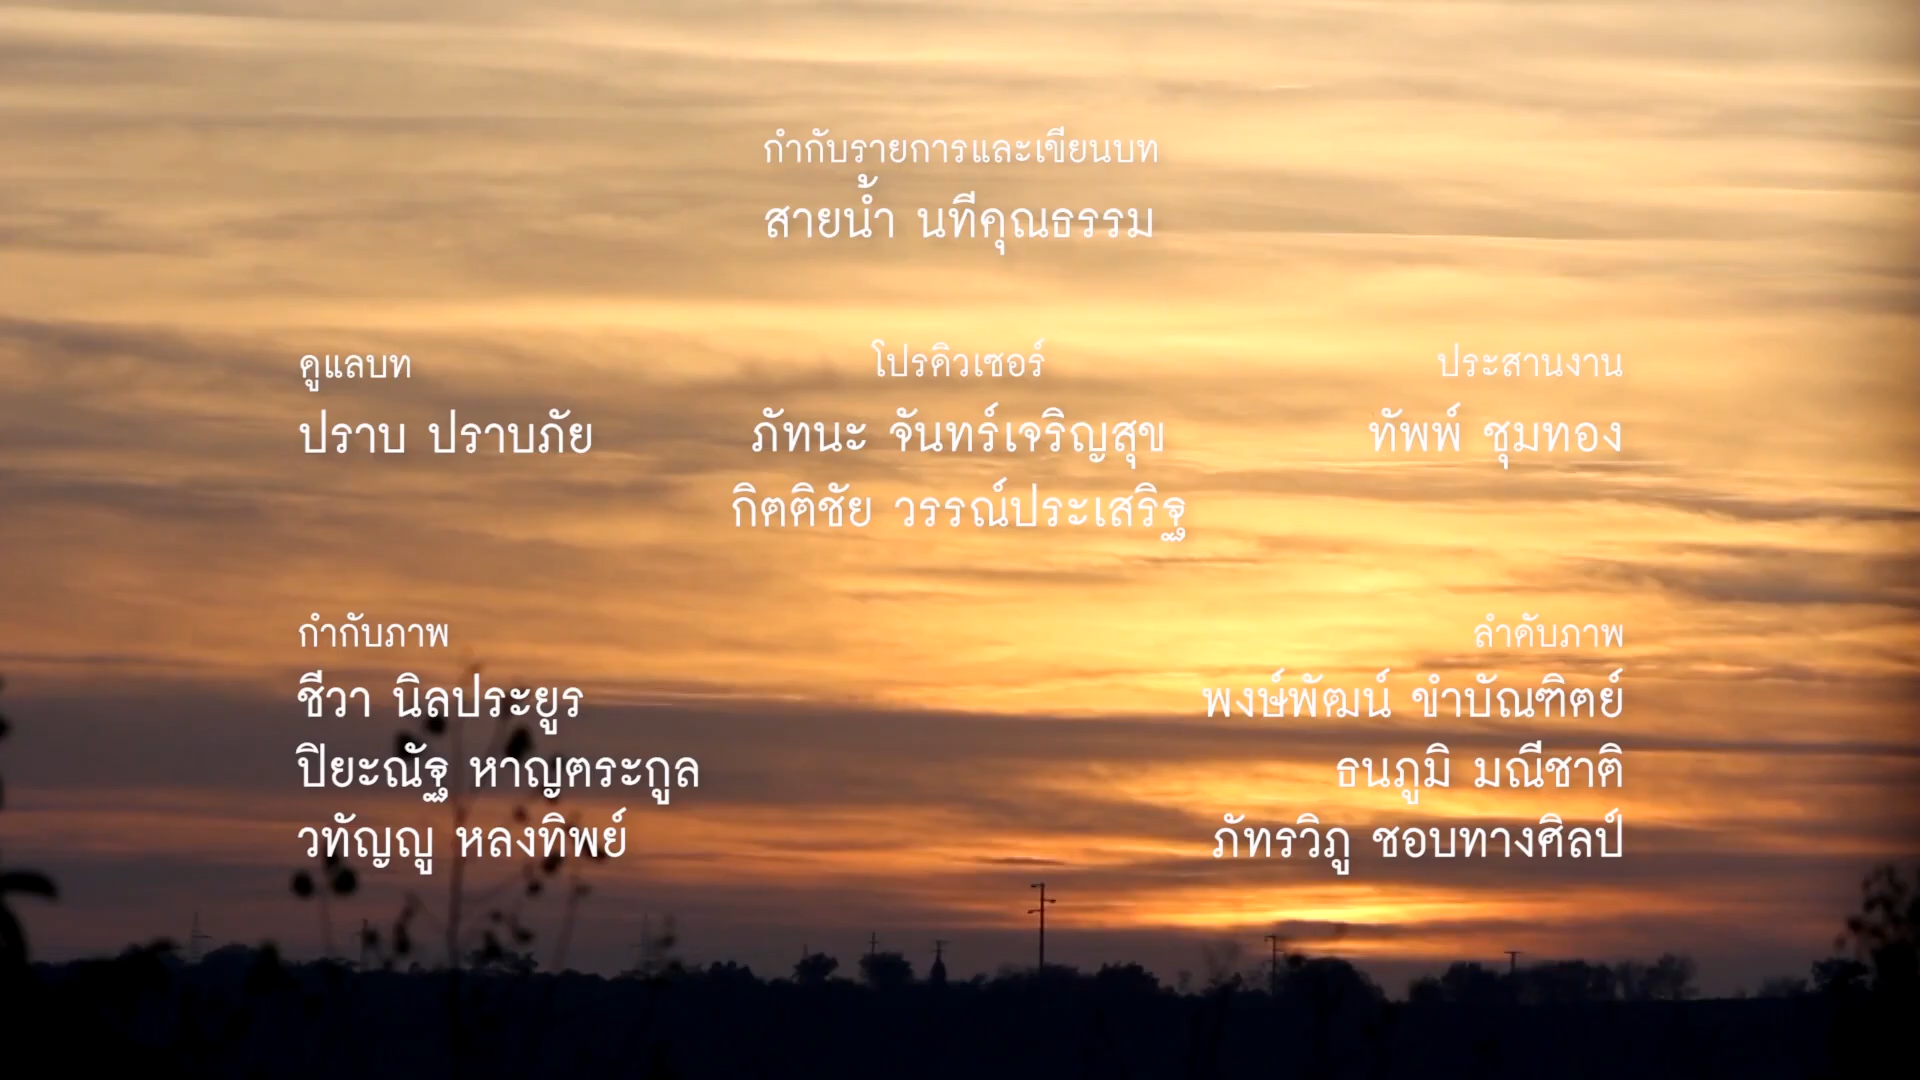 กำกับรายการและเขียนบท
สายน้ำ นทีคุณธรรม
ดูแลบท
ปราบ ปราบภัย
โปรดิวเซอร์
ภัทนะ จันทร์เจริญสุข
กิตติชัย วรรณ์ประเสริฐ
ประสานงาน
ทัพพ์ ชุมทอง
กำกับภาพ
ชีวา นิลประยูร
ปิยะณัฐ หาญตระกูล
วทัญญู หลงทิพย์
ลำดับภาพ
พงษ์พัฒน์ ขำบัณฑิตย์
ธนภูมิ มณีชาติ
ภัทรวิภู ชอบทางศิลป์